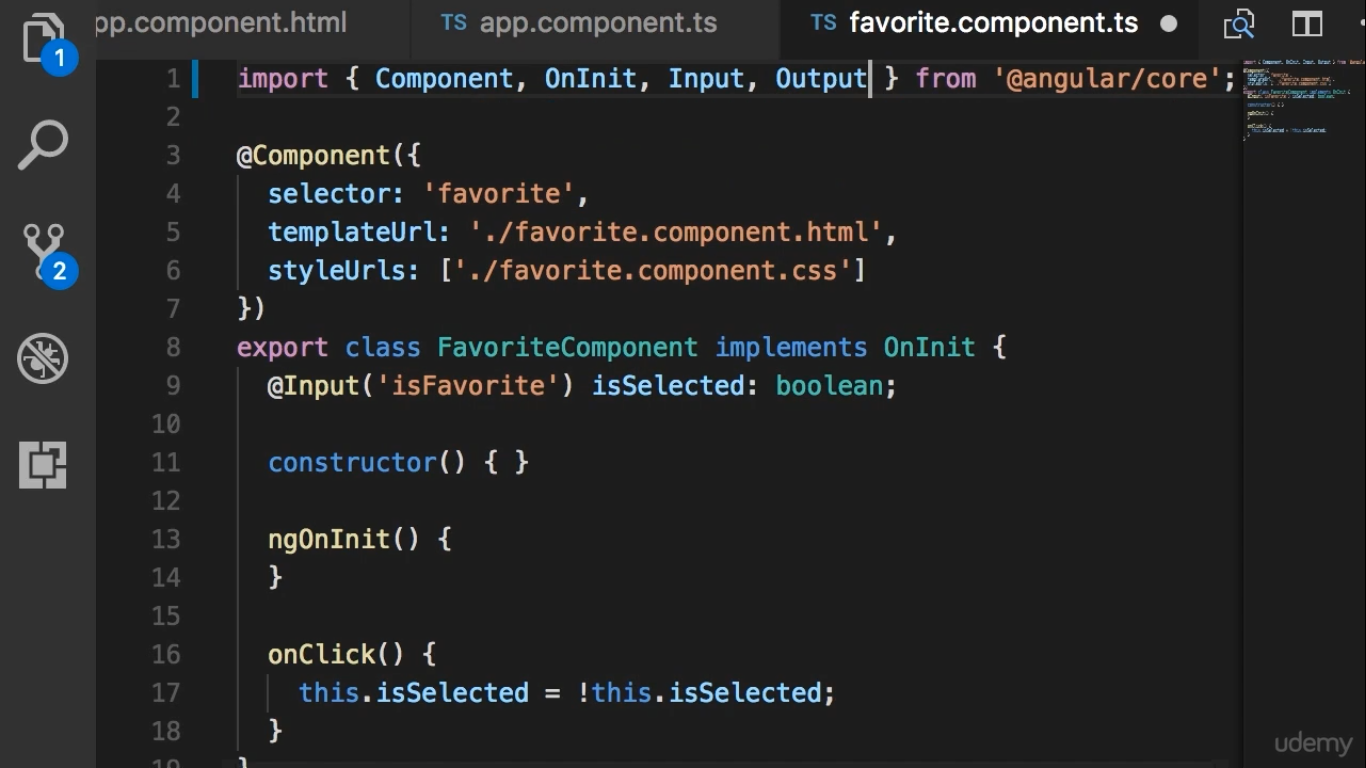 pp.component.html TS app.component.ts TS favorite.component.ts
1
2
1 import { Component, OnInit, Input, Output } from '@angular/core';
2
3 @Component({
4 selector: 'favorite',
5 templateUrl: './favorite.component.html',
6 styleUrls: ['./favorite.component.css']
7 })
8 export class FavoriteComponent implements OnInit {
9 @Input('isFavorite') isSelected: boolean;
10
11 constructor() { }
12
13 ngOnInit() {
14 }
15
16 onClick() {
17 this.isSelected = !this.isSelected;
18 }
19 }
udemy